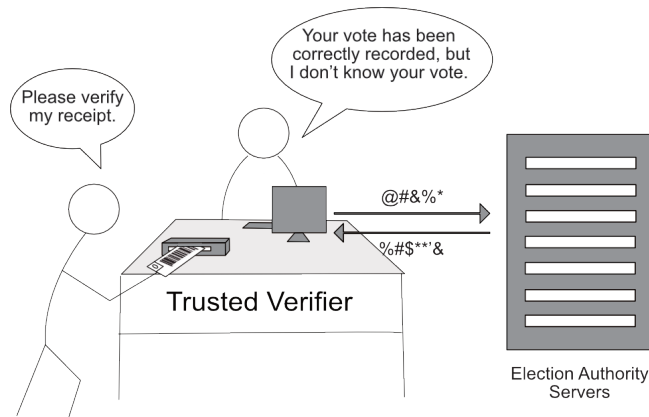 Your vote has been
correctly recorded, but
I don't know your vote.
Please verify
my receipt.
@#&%*
%#$**'&
Trusted Verifier
Election Authority
Servers